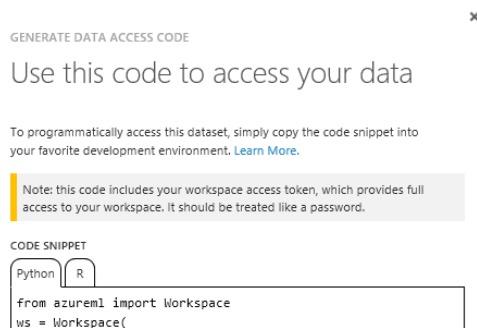 GENERATE DATA ACCESS CODE
Use this code to access your data
To programmatically access this dataset, simply copy the code snippet into
your favorite development environment. Learn More.
Note: this code includes your workspace access token, which provides full
access to your workspace. It should be treated like a password.
CODE SNIPPET
Python R
from azureml import Workspace
ws = Workspace(